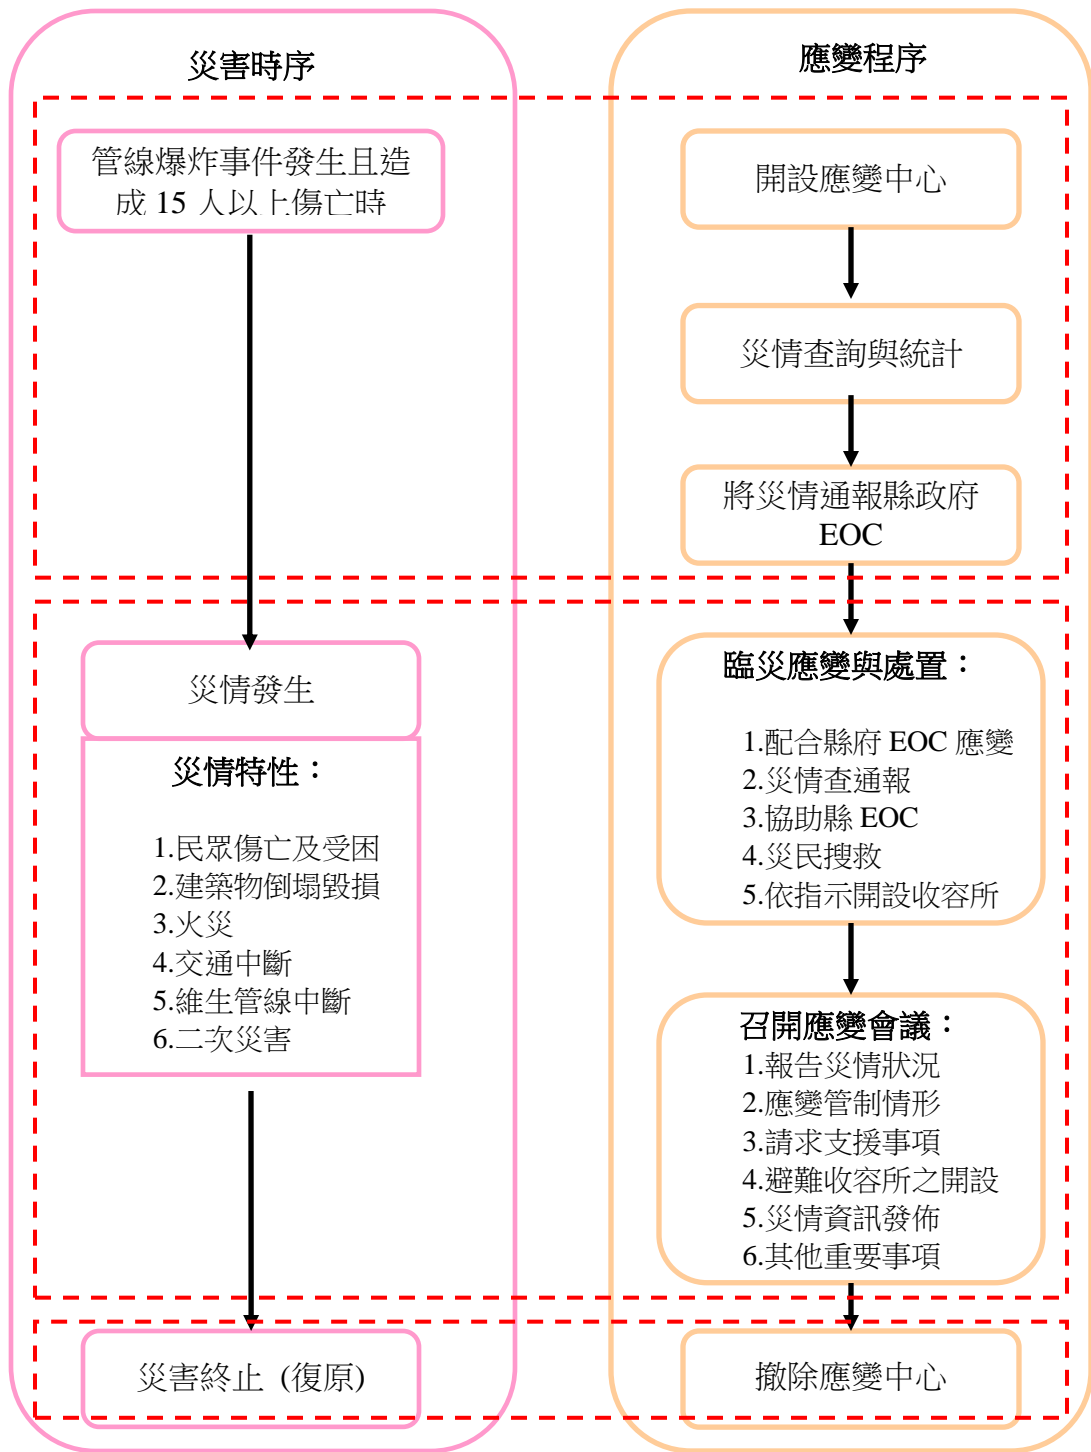 災害時序
管線爆炸事件發生且造
成 15 人以上傷亡時
災情發生
災情特性：
1.民眾傷亡及受困
2.建築物倒塌毀損
3.火災
4.交通中斷
5.維生管線中斷
6.二次災害
災害終止 (復原)
應變程序
開設應變中心
災情查詢與統計
將災情通報縣政府
EOC
臨災應變與處置：
1.配合縣府 EOC 應變
2.災情查通報
3.協助縣 EOC
4.災民搜救
5.依指示開設收容所
召開應變會議：
1.報告災情狀況
2.應變管制情形
3.請求支援事項
4.避難收容所之開設
5.災情資訊發佈
6.其他重要事項
撤除應變中心